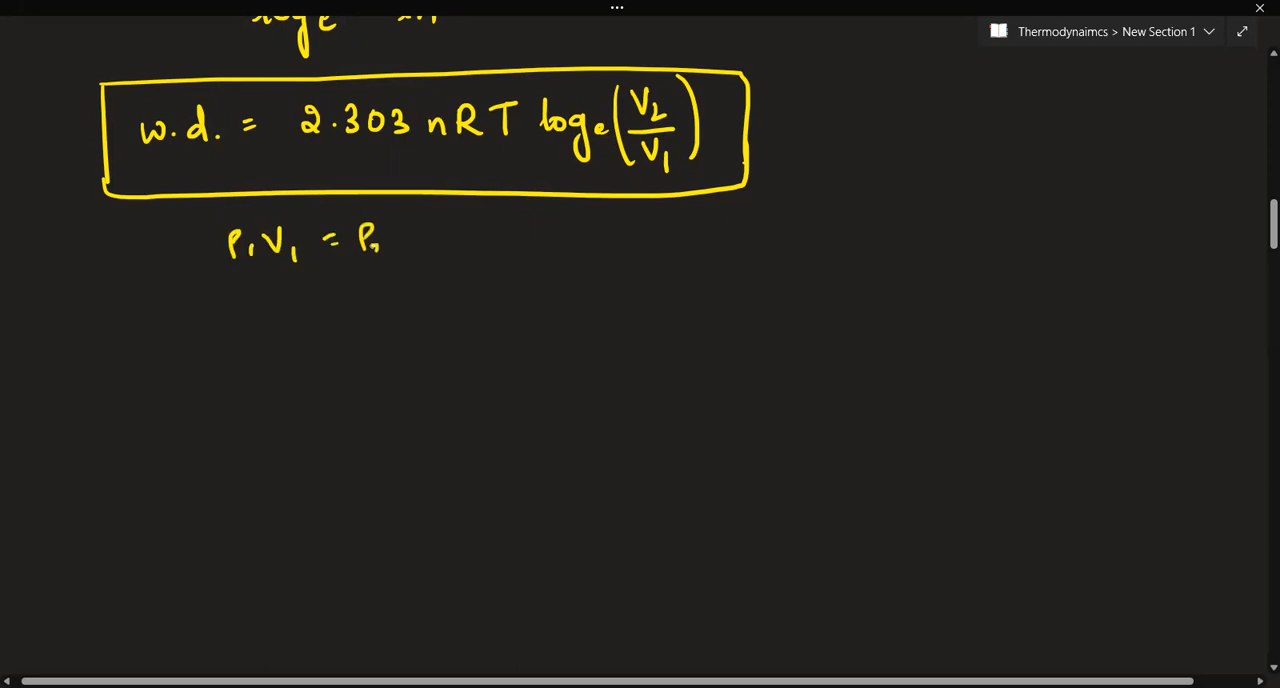 Thermodynaimcs > New Section 1
w.d. = 2.303 nRT loge(V2/V1)
P1V1 = P2